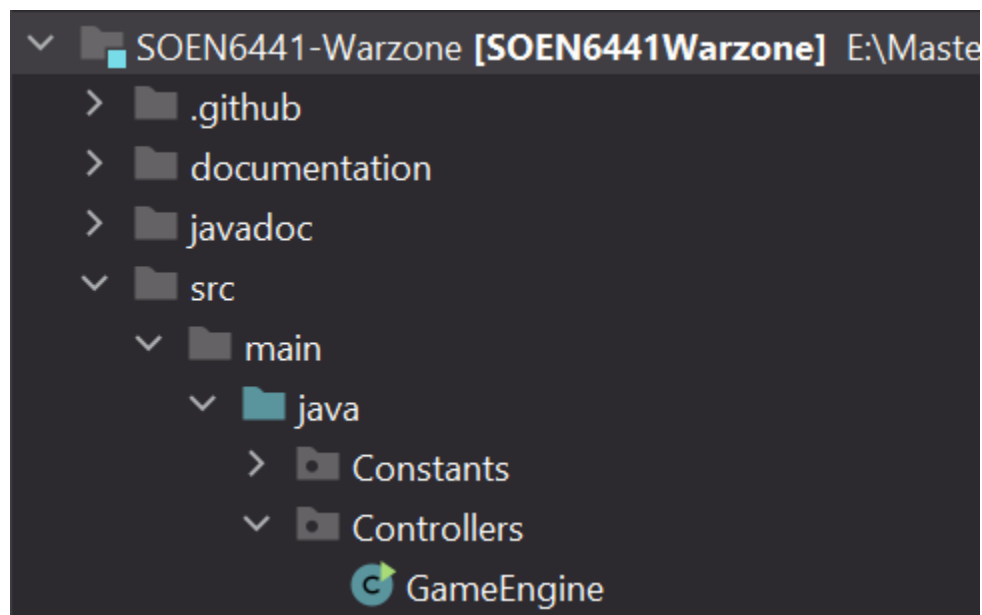 SOEN6441-Warzone [SOEN6441Warzone] E:\Maste
.github
documentation
javadoc
src
main
java
Constants
Controllers
C GameEngine